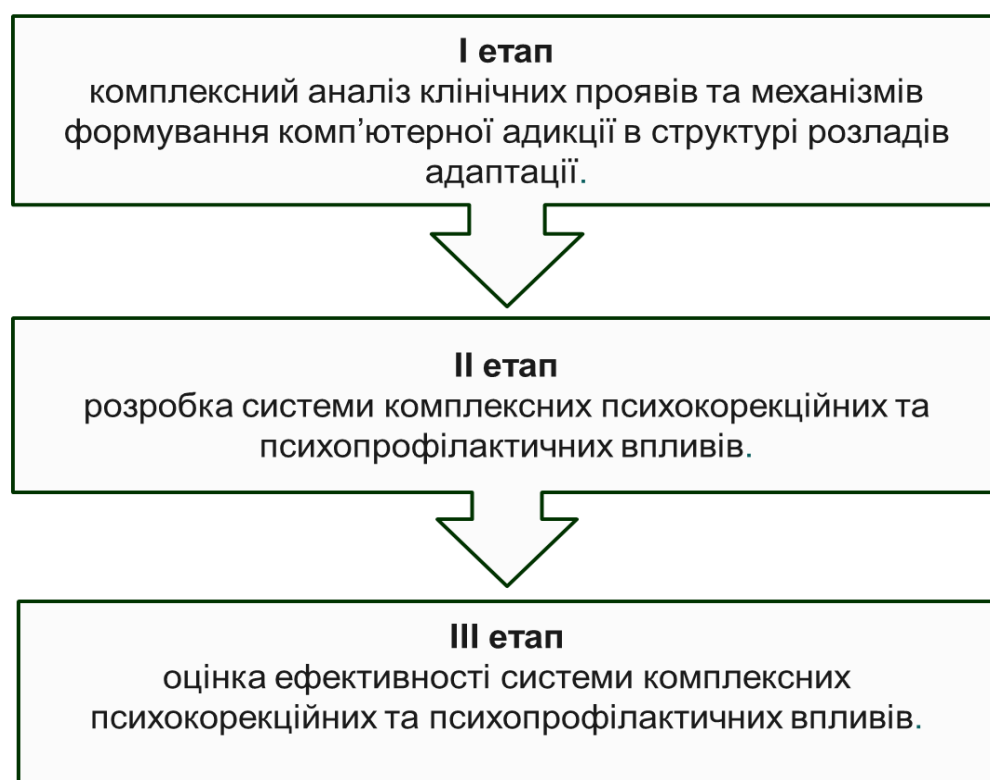 I етап
комплексний аналіз клінічних проявів та механізмів
формування комп’ютерної адикції в структурі розладів
адаптації.
II етап
розробка системи комплексних психокорекційних та
психопрофілактичних впливів.
III етап
оцінка ефективності системи комплексних
психокорекційних та психопрофілактичних впливів.